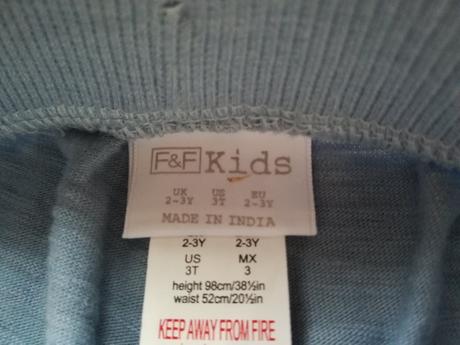 F&F Kids
UK US EU
2-3Y 3T 2-3Y
MADE IN INDIA
2-3Y 2-3Y
US MX
3T 3
height 98cm/38½in
waist 52cm/20½in
KEEP AWAY FROM FIRE